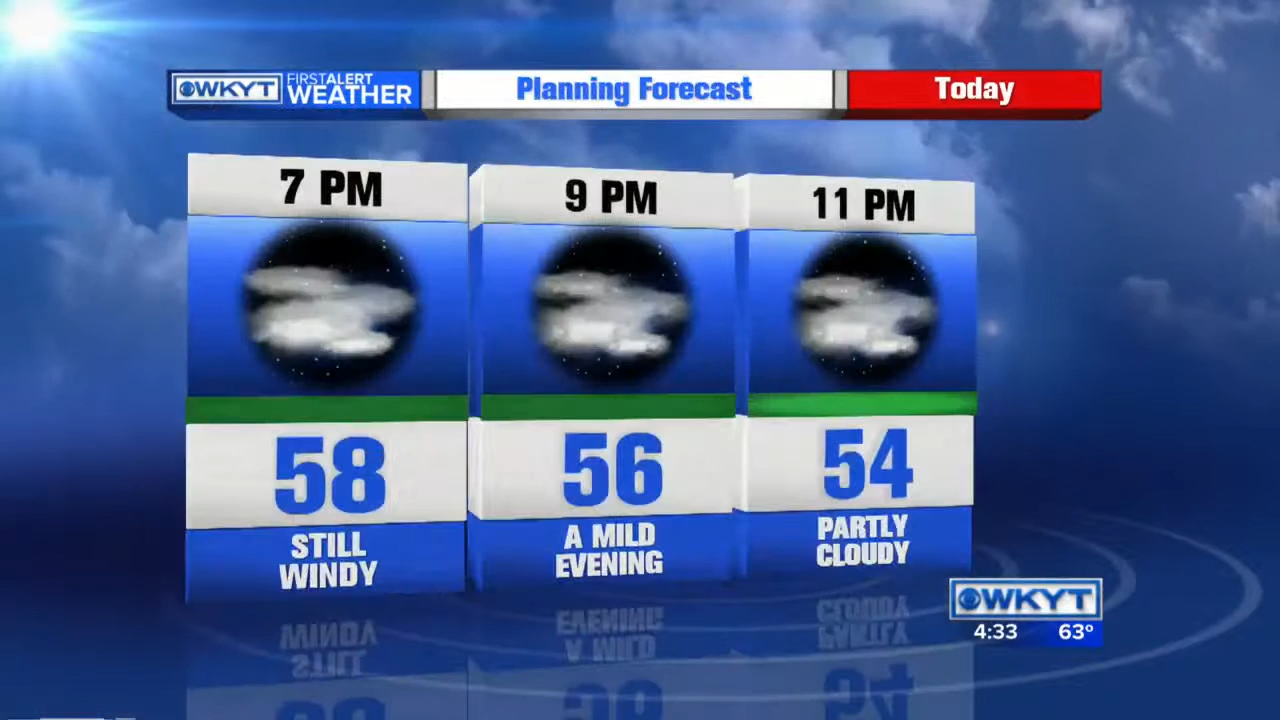 WKYT FIRST ALERT
WEATHER
Planning Forecast
Today
7 PM
9 PM
11 PM
58
56
54
STILL
WINDY
A MILD
EVENING
PARTLY
CLOUDY
WKYT
4:33 63°